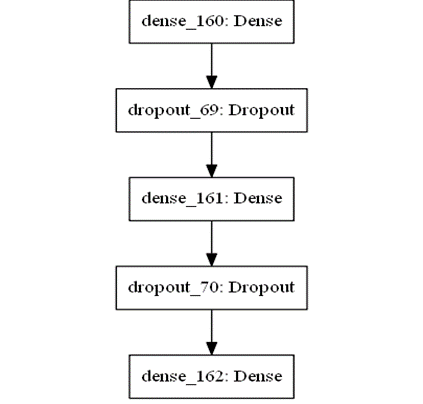 dense_160: Dense
dropout_69: Dropout
dense_161: Dense
dropout_70: Dropout
dense_162: Dense